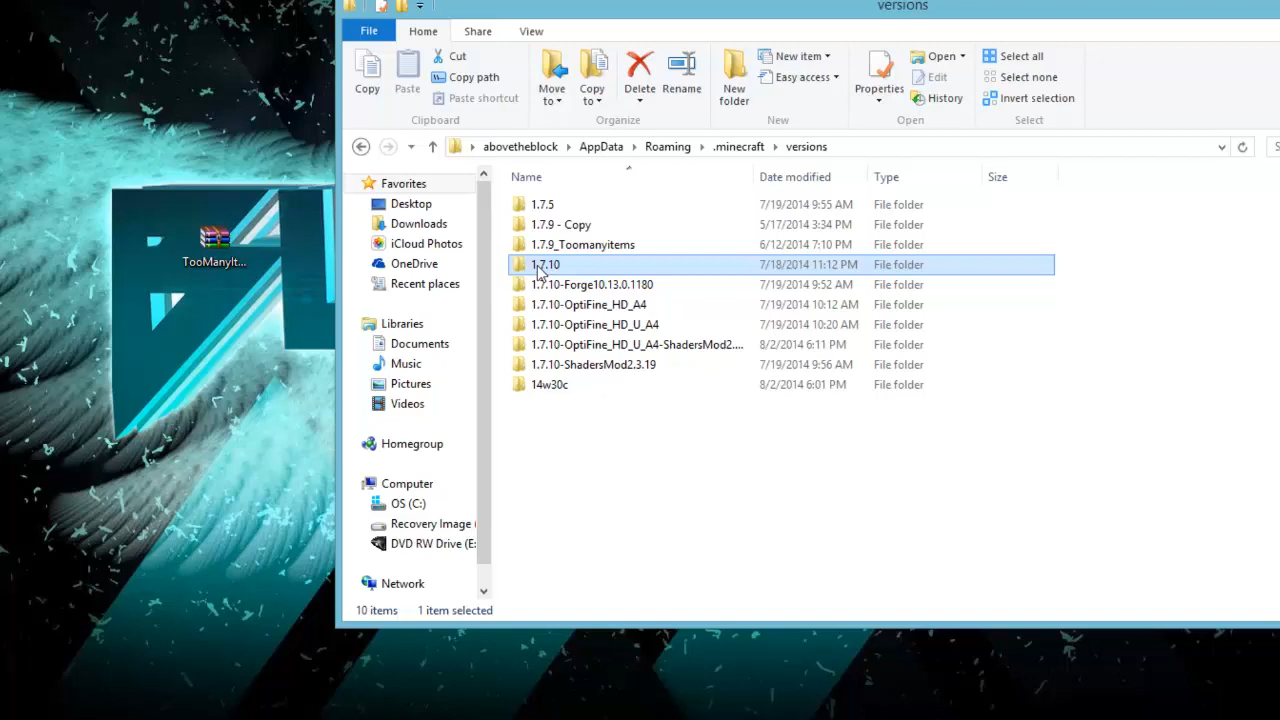 versions
File Home Share View
Copy Paste Cut Copy path Paste shortcut Move to Copy to Delete Rename New folder New item Easy access Properties Open Edit History Select all Select none Invert selection
Clipboard Organize New Open Select
abovetheblock AppData Roaming .minecraft versions
Name Date modified Type Size
Favorites
Desktop
Downloads
iCloud Photos
OneDrive
Recent places
Libraries
Documents
Music
Pictures
Videos
Homegroup
Computer
OS (C:)
Recovery Image (
DVD RW Drive (E:
Network
1.7.5 7/19/2014 9:55 AM File folder
1.7.9 - Copy 5/17/2014 3:34 PM File folder
1.7.9_Toomanyitems 6/12/2014 7:10 PM File folder
1.7.10 7/18/2014 11:12 PM File folder
1.7.10-Forge10.13.0.1180 7/19/2014 9:52 AM File folder
1.7.10-OptiFine_HD_A4 7/19/2014 10:12 AM File folder
1.7.10-OptiFine_HD_U_A4 7/19/2014 10:20 AM File folder
1.7.10-OptiFine_HD_U_A4-ShadersMod2.... 8/2/2014 6:11 PM File folder
1.7.10-ShadersMod2.3.19 7/19/2014 9:56 AM File folder
14w30c 8/2/2014 6:01 PM File folder
10 items 1 item selected
TooManyIt...